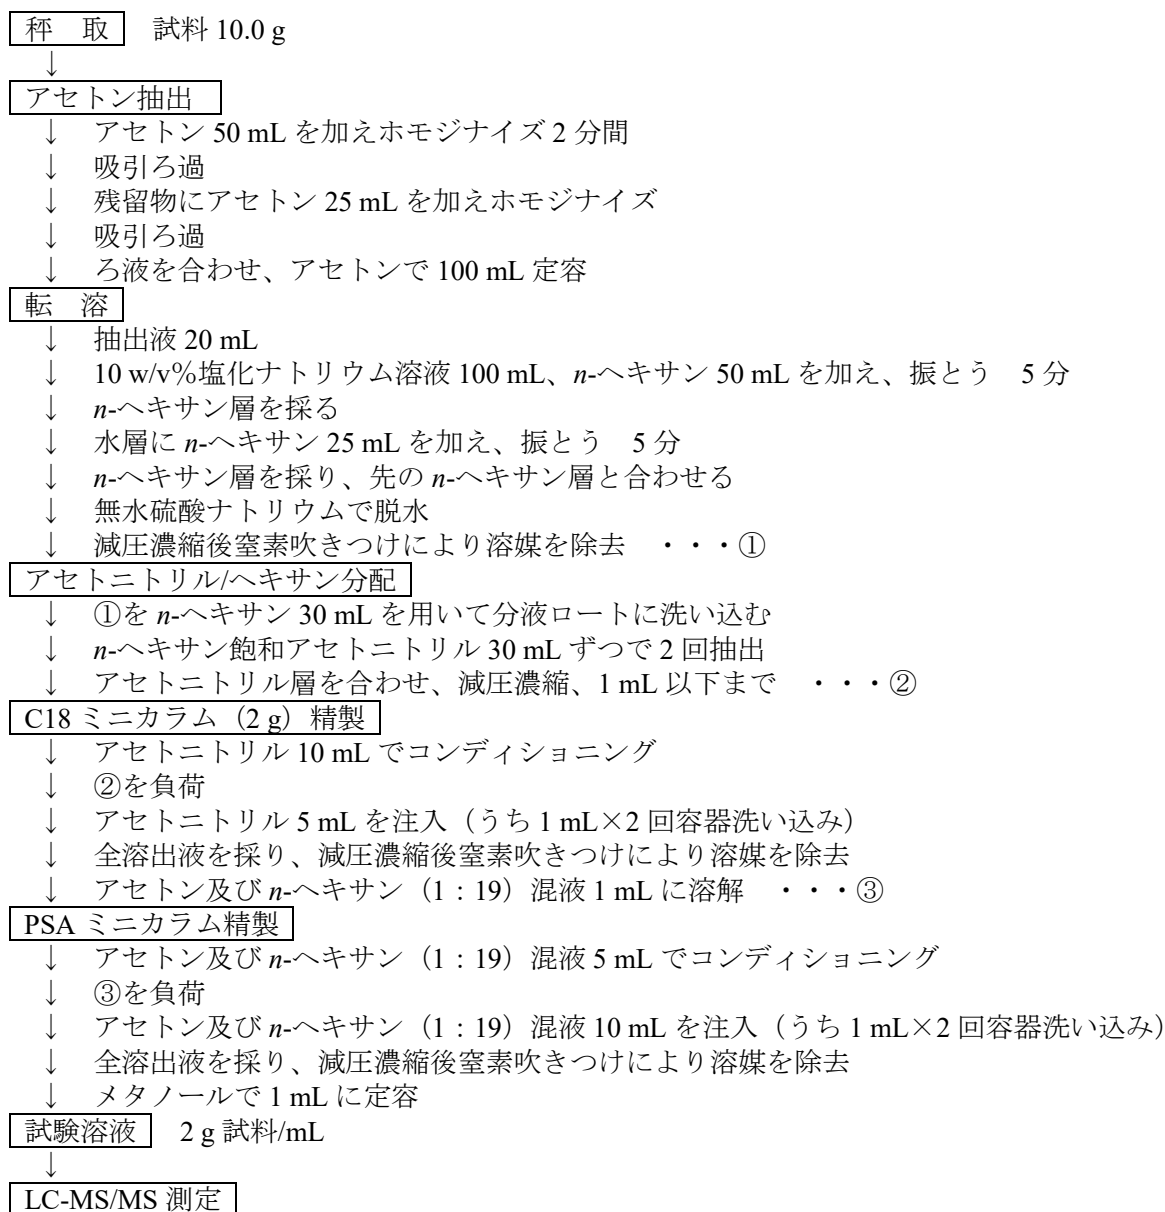 秤　取　試料 10.0 g
↓
アセトン抽出
↓　アセトン 50 mL を加えホモジナイズ 2 分間
↓　吸引ろ過
↓　残留物にアセトン 25 mL を加えホモジナイズ
↓　吸引ろ過
↓　ろ液を合わせ、アセトンで 100 mL 定容
転　溶
↓　抽出液 20 mL
↓　10 w/v％塩化ナトリウム溶液 100 mL、n-ヘキサン 50 mL を加え、振とう　5 分
↓　n-ヘキサン層を採る
↓　水層に n-ヘキサン 25 mL を加え、振とう　5 分
↓　n-ヘキサン層を採り、先の n-ヘキサン層と合わせる
↓　無水硫酸ナトリウムで脱水
↓　減圧濃縮後窒素吹きつけにより溶媒を除去　・・・①
アセトニトリル/ヘキサン分配
↓　①を n-ヘキサン 30 mL を用いて分液ロートに洗い込む
↓　n-ヘキサン飽和アセトニトリル 30 mL ずつで 2 回抽出
↓　アセトニトリル層を合わせ、減圧濃縮、1 mL 以下まで　・・・②
C18 ミニカラム（2 g）精製
↓　アセトニトリル 10 mL でコンディショニング
↓　②を負荷
↓　アセトニトリル 5 mL を注入（うち 1 mL×2 回容器洗い込み）
↓　全溶出液を採り、減圧濃縮後窒素吹きつけにより溶媒を除去
↓　アセトン及び n-ヘキサン（1：19）混液 1 mL に溶解　・・・③
PSA ミニカラム精製
↓　アセトン及び n-ヘキサン（1：19）混液 5 mL でコンディショニング
↓　③を負荷
↓　アセトン及び n-ヘキサン（1：19）混液 10 mL を注入（うち 1 mL×2 回容器洗い込み）
↓　全溶出液を採り、減圧濃縮後窒素吹きつけにより溶媒を除去
↓　メタノールで 1 mL に定容
試験溶液　2 g 試料/mL
↓
LC-MS/MS 測定